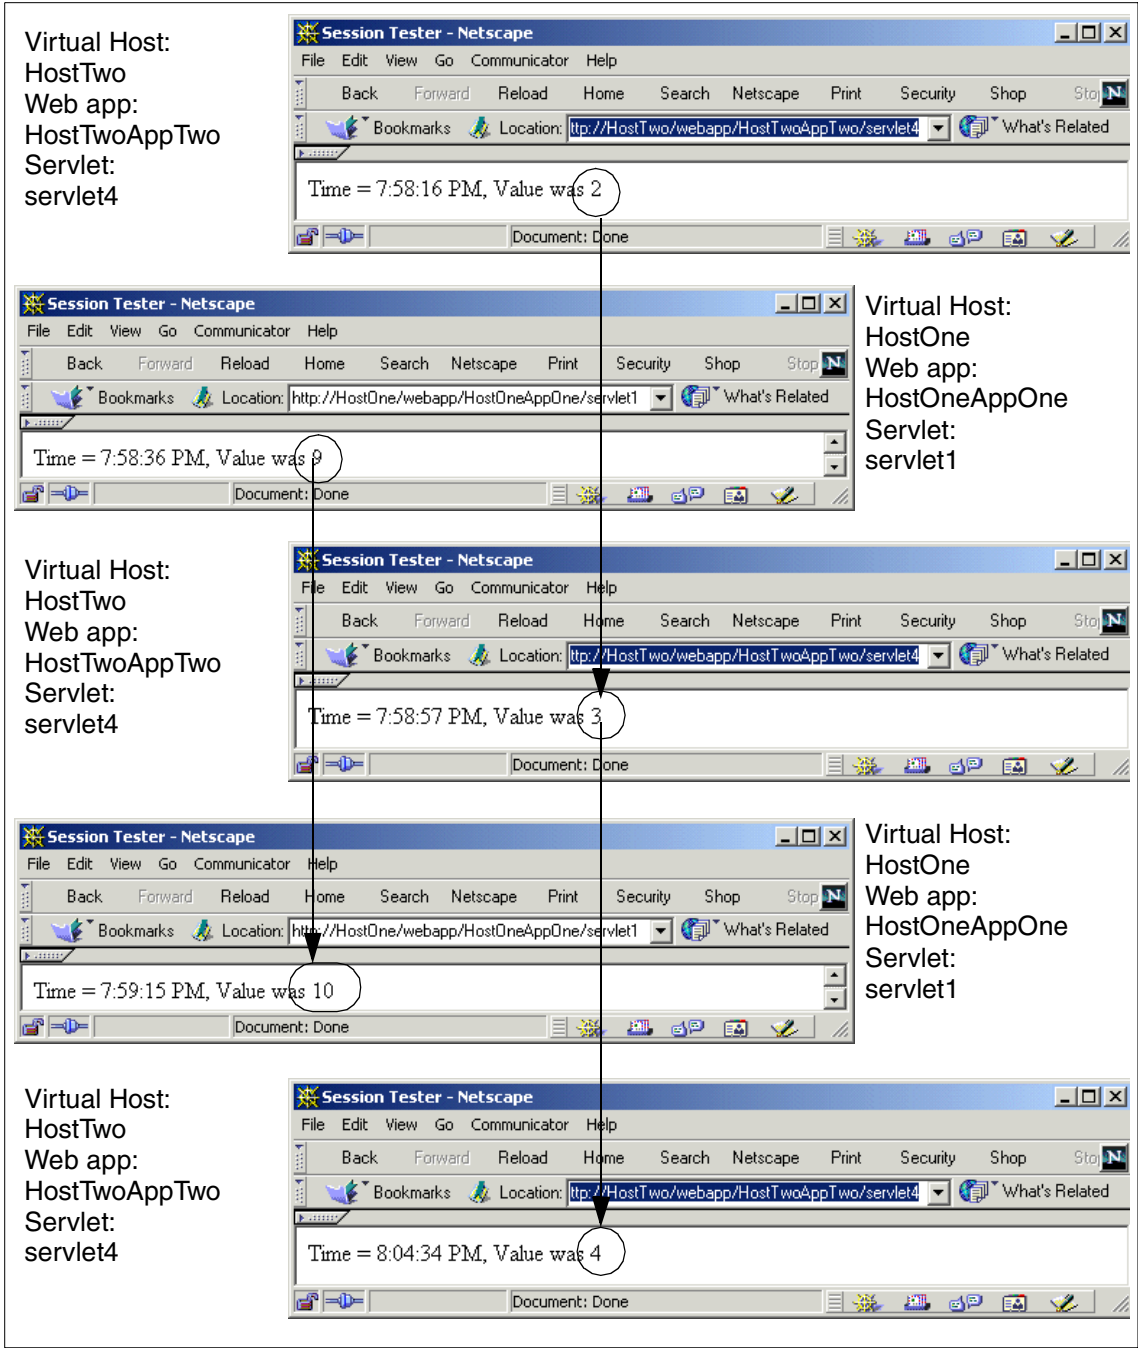 Virtual Host:
HostTwo
Web app:
HostTwoAppTwo
Servlet:
servlet4
Session Tester - Netscape
File Edit View Go Communicator Help
Back Forward Reload Home Search Netscape Print Security Shop Sto N
Bookmarks Location: ttp://HostTwo/webapp/HostTwoAppTwo/servlet4 What's Related
Time = 7:58:16 PM, Value was 2
Document: Done
Session Tester - Netscape
File Edit View Go Communicator Help
Back Forward Reload Home Search Netscape Print Security Shop Stop N
Bookmarks Location: http://HostOne/webapp/HostOneAppOne/servlet1 What's Related
Time = 7:58:36 PM, Value was 9
Document: Done
Virtual Host:
HostOne
Web app:
HostOneAppOne
Servlet:
servlet1
Virtual Host:
HostTwo
Web app:
HostTwoAppTwo
Servlet:
servlet4
Session Tester - Netscape
File Edit View Go Communicator Help
Back Forward Reload Home Search Netscape Print Security Shop Sto N
Bookmarks Location: ttp://HostTwo/webapp/HostTwoAppTwo/servlet4 What's Related
Time = 7:58:57 PM, Value was 3
Document: Done
Session Tester - Netscape
File Edit View Go Communicator Help
Back Forward Reload Home Search Netscape Print Security Shop Stop N
Bookmarks Location: http://HostOne/webapp/HostOneAppOne/servlet1 What's Related
Time = 7:59:15 PM, Value was 10
Document: Done
Virtual Host:
HostOne
Web app:
HostOneAppOne
Servlet:
servlet1
Virtual Host:
HostTwo
Web app:
HostTwoAppTwo
Servlet:
servlet4
Session Tester - Netscape
File Edit View Go Communicator Help
Back Forward Reload Home Search Netscape Print Security Shop Sto N
Bookmarks Location: ttp://HostTwo/webapp/HostTwoAppTwo/servlet4 What's Related
Time = 8:04:34 PM, Value was 4
Document: Done